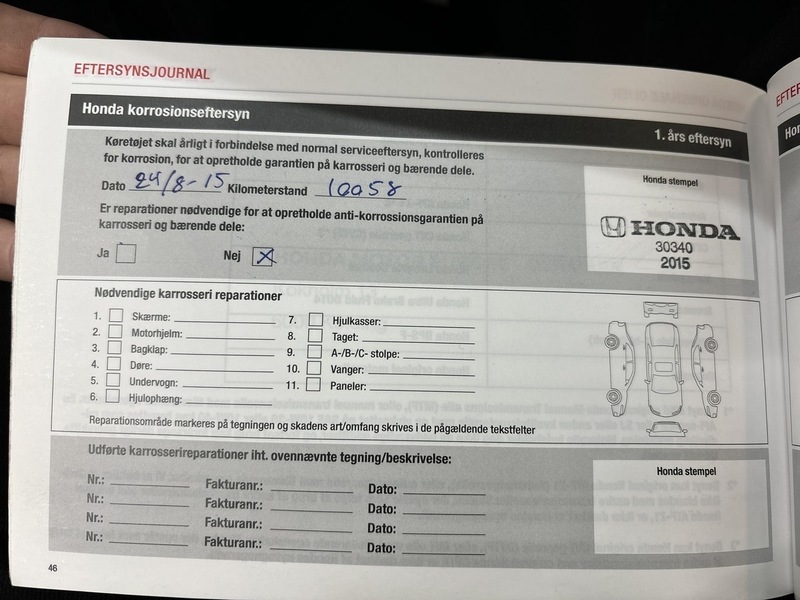 EFTERSYNSJOURNAL
Honda korrosionseftersyn
1. års eftersyn
Køretøjet skal årligt i forbindelse med normal serviceeftersyn, kontrolleres
for korrosion, for at opretholde garantien på karrosseri og bærende dele.
Dato 24/8-15 Kilometerstand 10058
Er reparationer nødvendige for at opretholde anti-korrossionsgarantien på
karrosseri og bærende dele:
Ja Nej X
Honda stempel
HONDA
30340
2015
Nødvendige karrosseri reparationer
1. Skærme:
2. Motorhjelm:
3. Bagklap:
4. Døre:
5. Undervogn:
6. Hjulophæng:
7. Hjulkasser:
8. Taget:
9. A-/B-/C- stolpe:
10. Vanger:
11. Paneler:
Reparationsområde markeres på tegningen og skadens art/omfang skrives i de pågældende tekstfelter
Udførte karrosserireparationer iht. ovennævnte tegning/beskrivelse:
Nr.: Fakturanr.: Dato:
Nr.: Fakturanr.: Dato:
Nr.: Fakturanr.: Dato:
Nr.: Fakturanr.: Dato:
Honda stempel
46